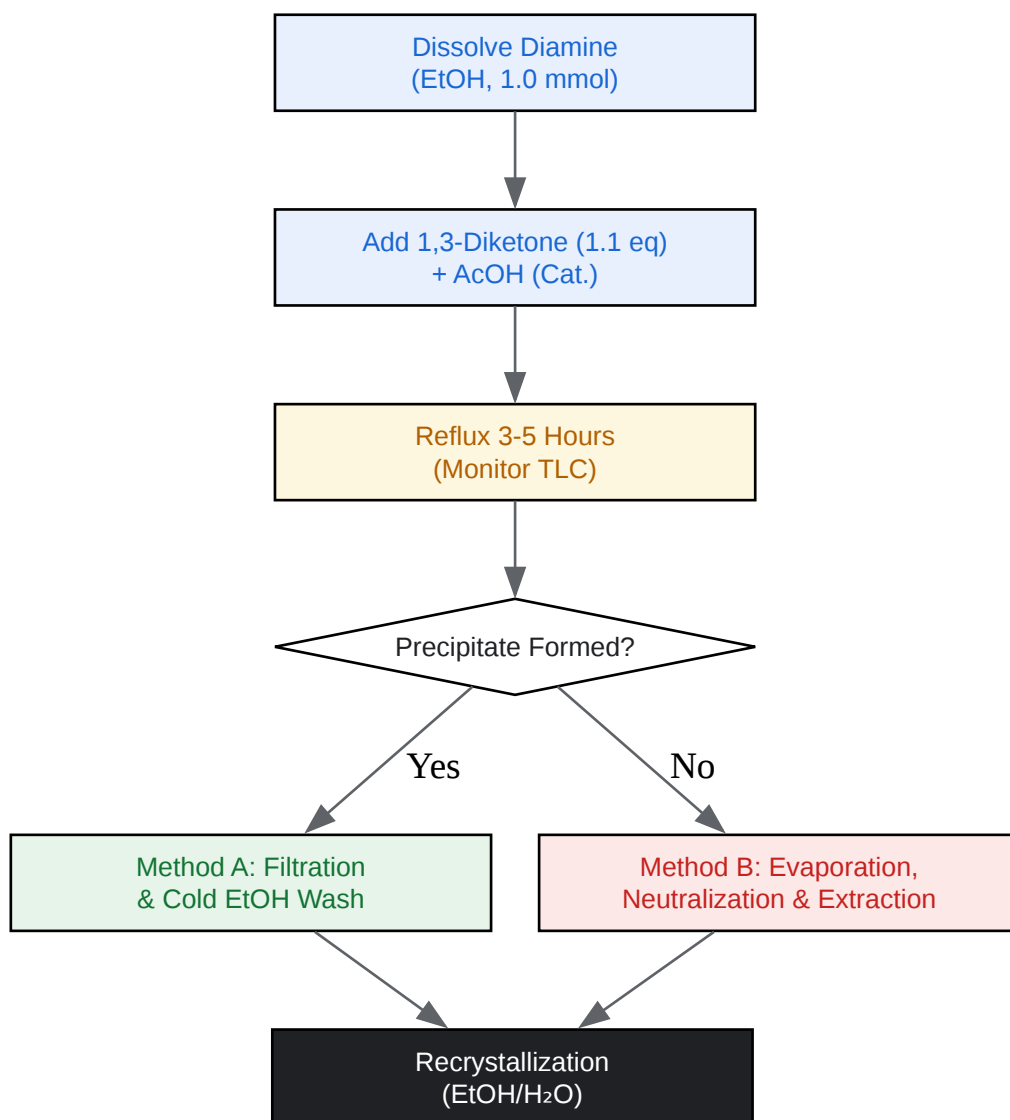 Dissolve Diamine
(EtOH, 1.0 mmol)
Add 1,3-Diketone (1.1 eq)
+ AcOH (Cat.)
Reflux 3-5 Hours
(Monitor TLC)
Precipitate Formed?
Yes
No
Method A: Filtration
& Cold EtOH Wash
Method B: Evaporation,
Neutralization & Extraction
Recrystallization
(EtOH/H₂O)